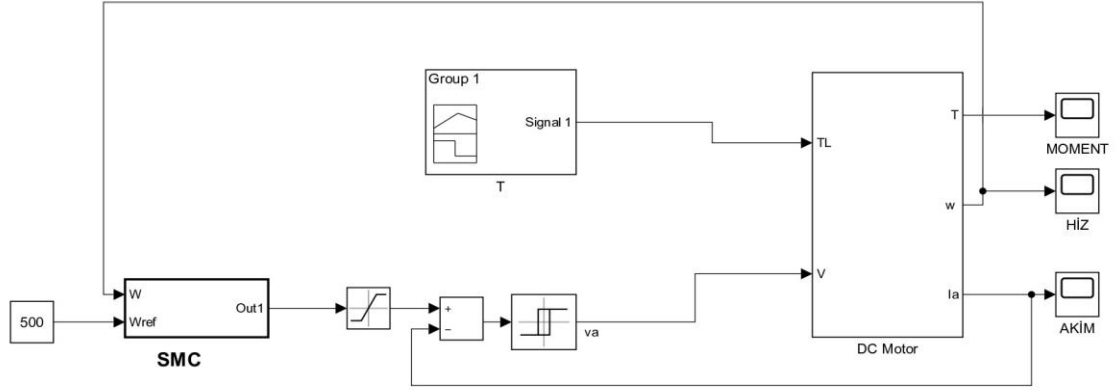 Group 1
Signal 1
T
TL
V
T
w
Ia
MOMENT
HİZ
AKİM
DC Motor
500
W
Wref
Out1
SMC
+
−
va